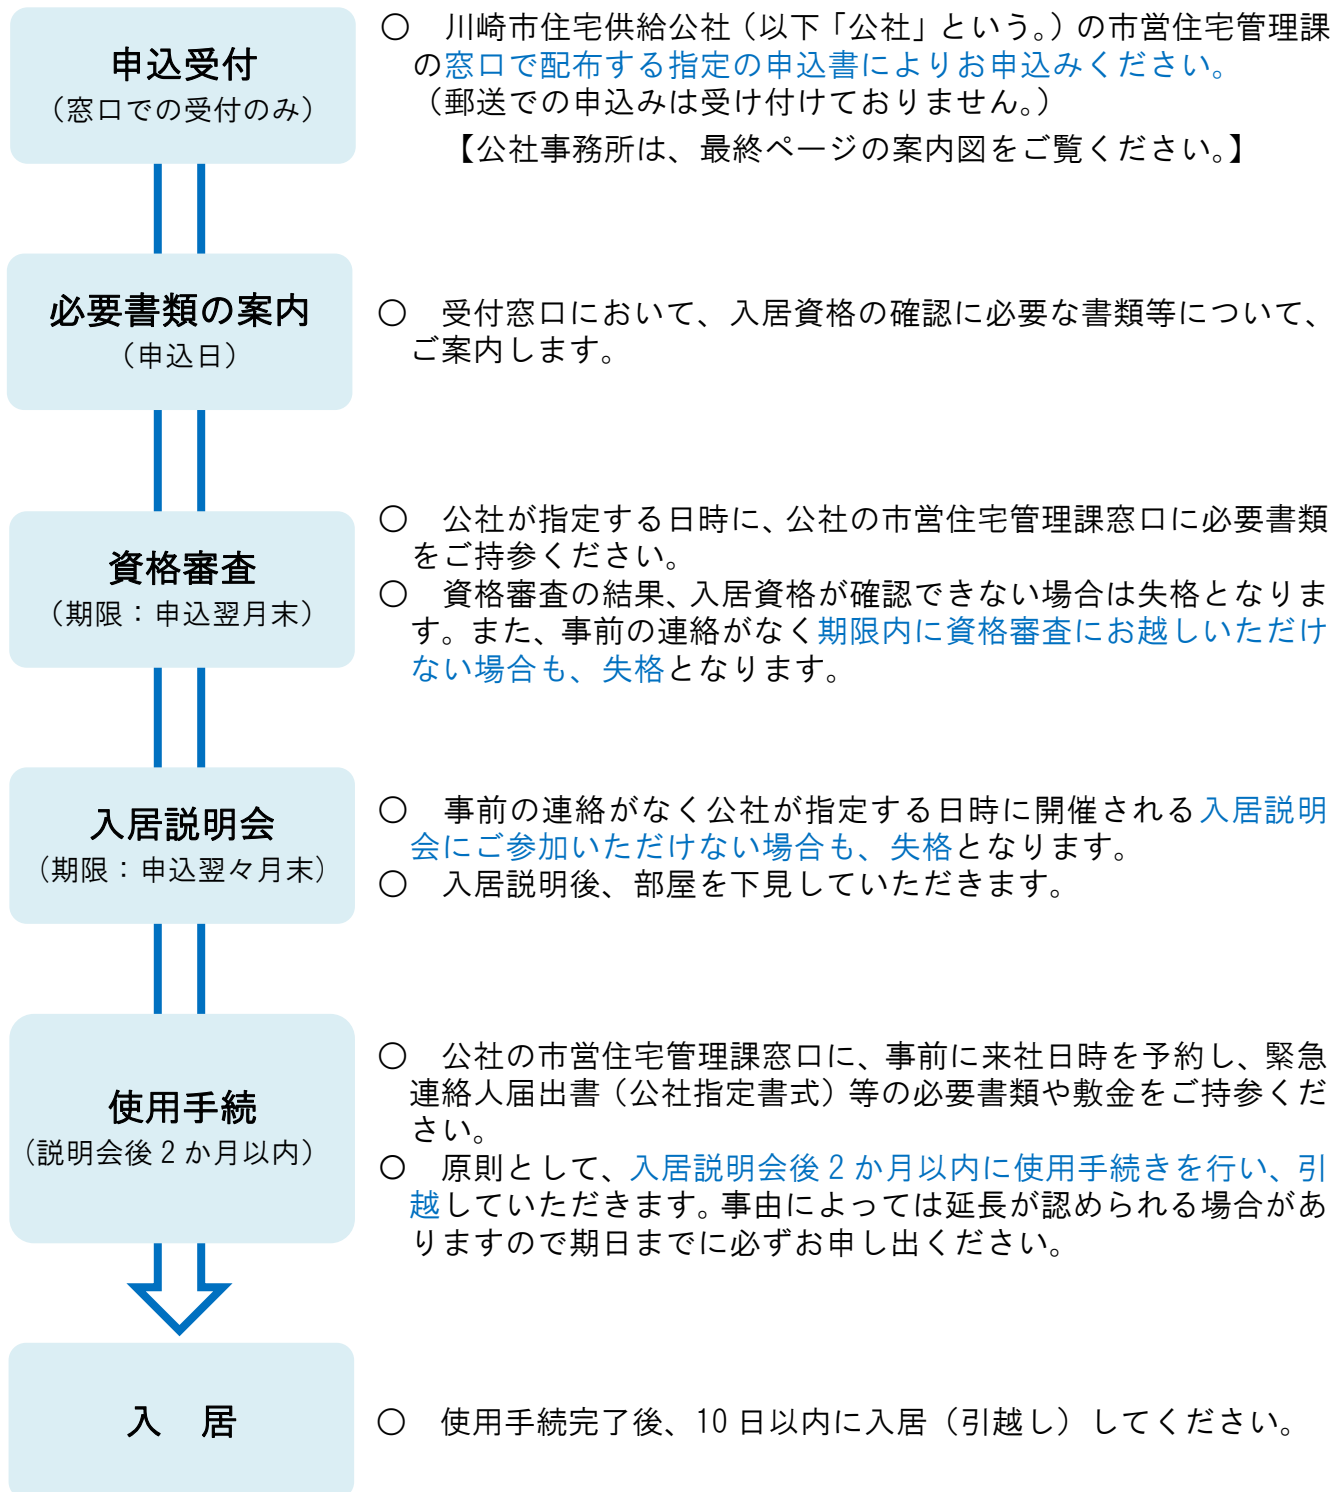 申込受付
（窓口での受付のみ）
〇　川崎市住宅供給公社（以下「公社」という。）の市営住宅管理課
の窓口で配布する指定の申込書によりお申込みください。
（郵送での申込みは受け付けておりません。）
【公社事務所は、最終ページの案内図をご覧ください。】
必要書類の案内
（申込日）
〇　受付窓口において、入居資格の確認に必要な書類等について、
ご案内します。
資格審査
（期限：申込翌月末）
〇　公社が指定する日時に、公社の市営住宅管理課窓口に必要書類
をご持参ください。
〇　資格審査の結果、入居資格が確認できない場合は失格となりま
す。また、事前の連絡がなく期限内に資格審査にお越しいただけ
ない場合も、失格となります。
入居説明会
（期限：申込翌々月末）
〇　事前の連絡がなく公社が指定する日時に開催される入居説明
会にご参加いただけない場合も、失格となります。
〇　入居説明後、部屋を下見していただきます。
使用手続
（説明会後２か月以内）
〇　公社の市営住宅管理課窓口に、事前に来社日時を予約し、緊急
連絡人届出書（公社指定書式）等の必要書類や敷金をご持参くだ
さい。
〇　原則として、入居説明会後２か月以内に使用手続きを行い、引
越していただきます。事由によっては延長が認められる場合があ
りますので期日までに必ずお申し出ください。
入　居
〇　使用手続完了後、10日以内に入居（引越し）してください。